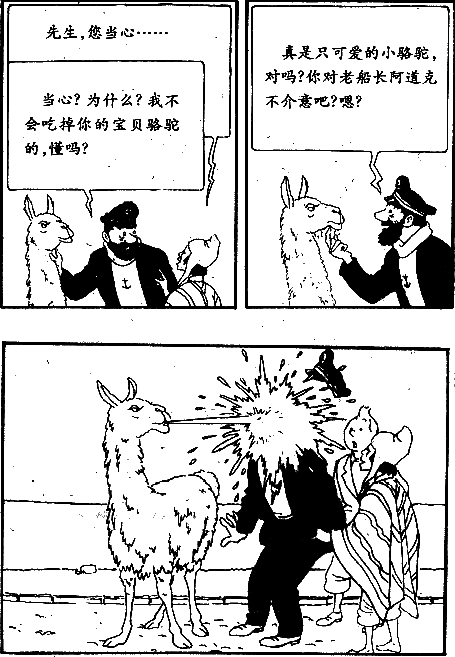 先生，您当心……
当心？为什么？我不
会吃掉你的宝贝骆驼
的，懂吗？
真是只可爱的小骆驼，
对吗？你对老船长阿道克
不介意吧？嗯？